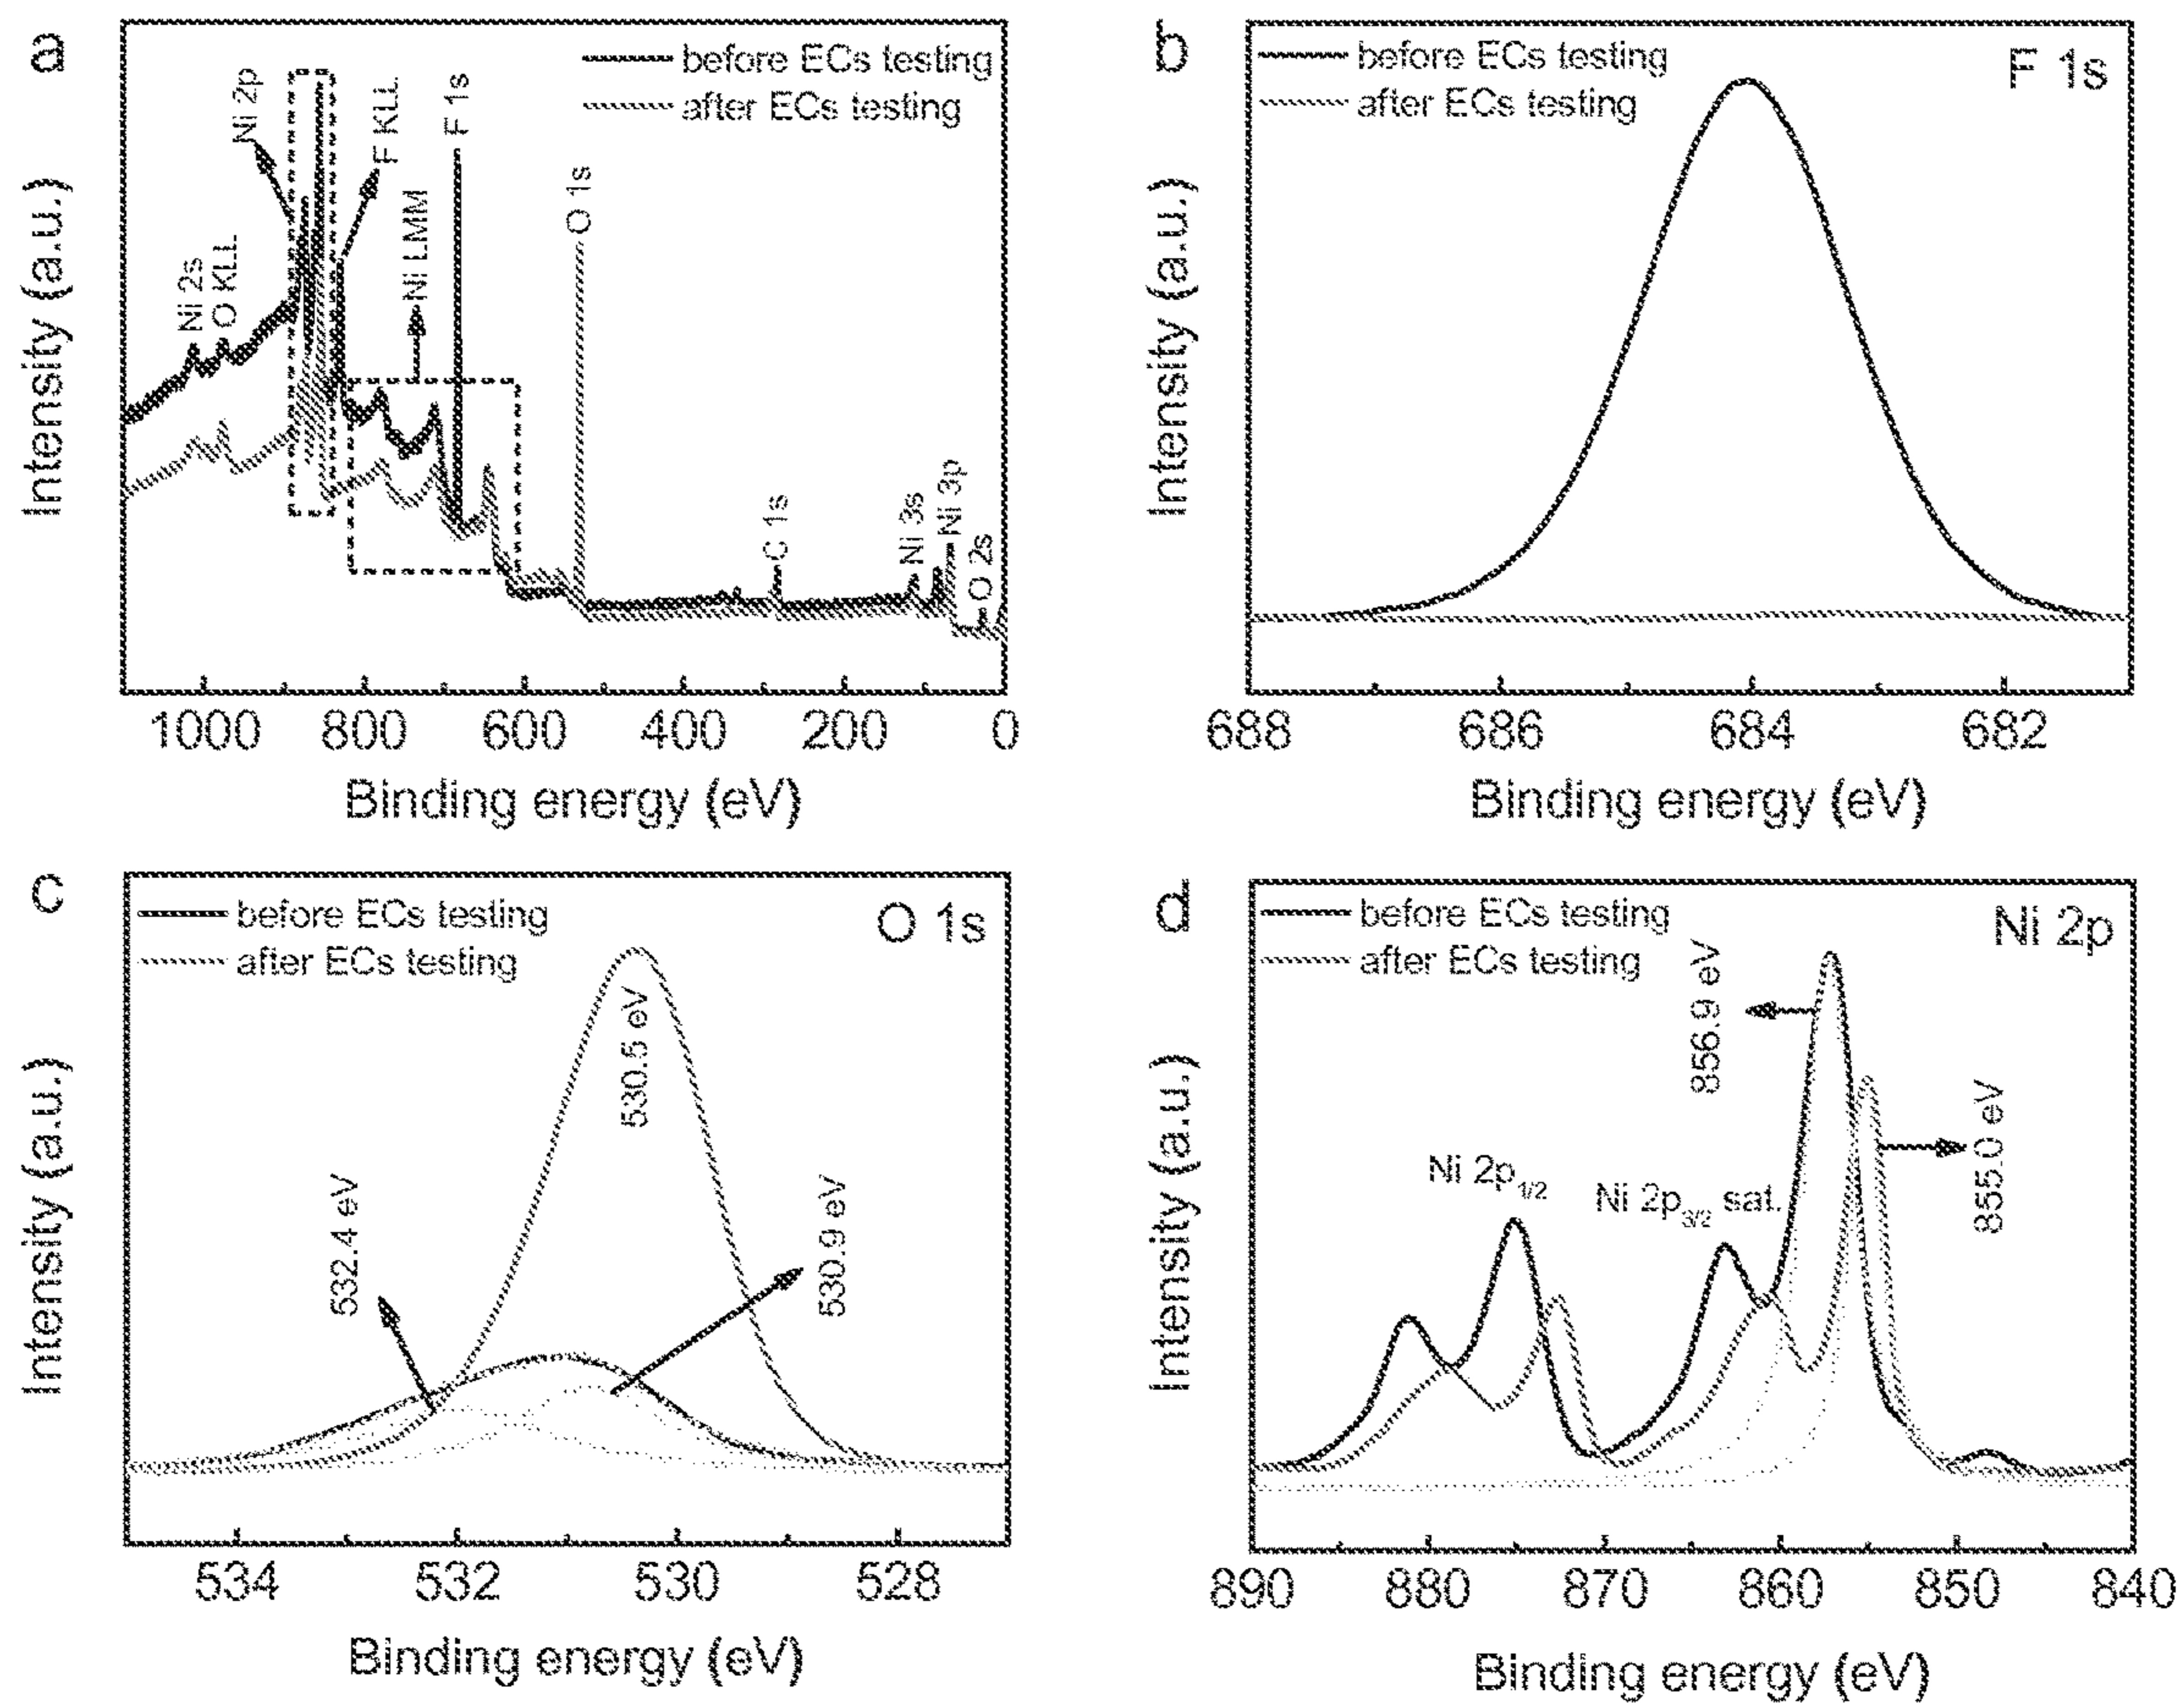 a
before ECs testing
after ECs testing
Ni 2p
F KLL
F 1s
Ni LMM
O 1s
Ni 2s
O KLL
C 1s
Ni 3s
Ni 3p
O 2s
Intensity (a.u.)
1000 800 600 400 200 0
Binding energy (eV)
b
before ECs testing
after ECs testing
F 1s
Intensity (a.u.)
688 686 684 682
Binding energy (eV)
c
before ECs testing
after ECs testing
O 1s
530.5 eV
532.4 eV
530.9 eV
Intensity (a.u.)
534 532 530 528
Binding energy (eV)
d
before ECs testing
after ECs testing
Ni 2p
856.9 eV
855.0 eV
Ni 2p1/2
Ni 2p3/2 sat.
Intensity (a.u.)
890 880 870 860 850 840
Binding energy (eV)